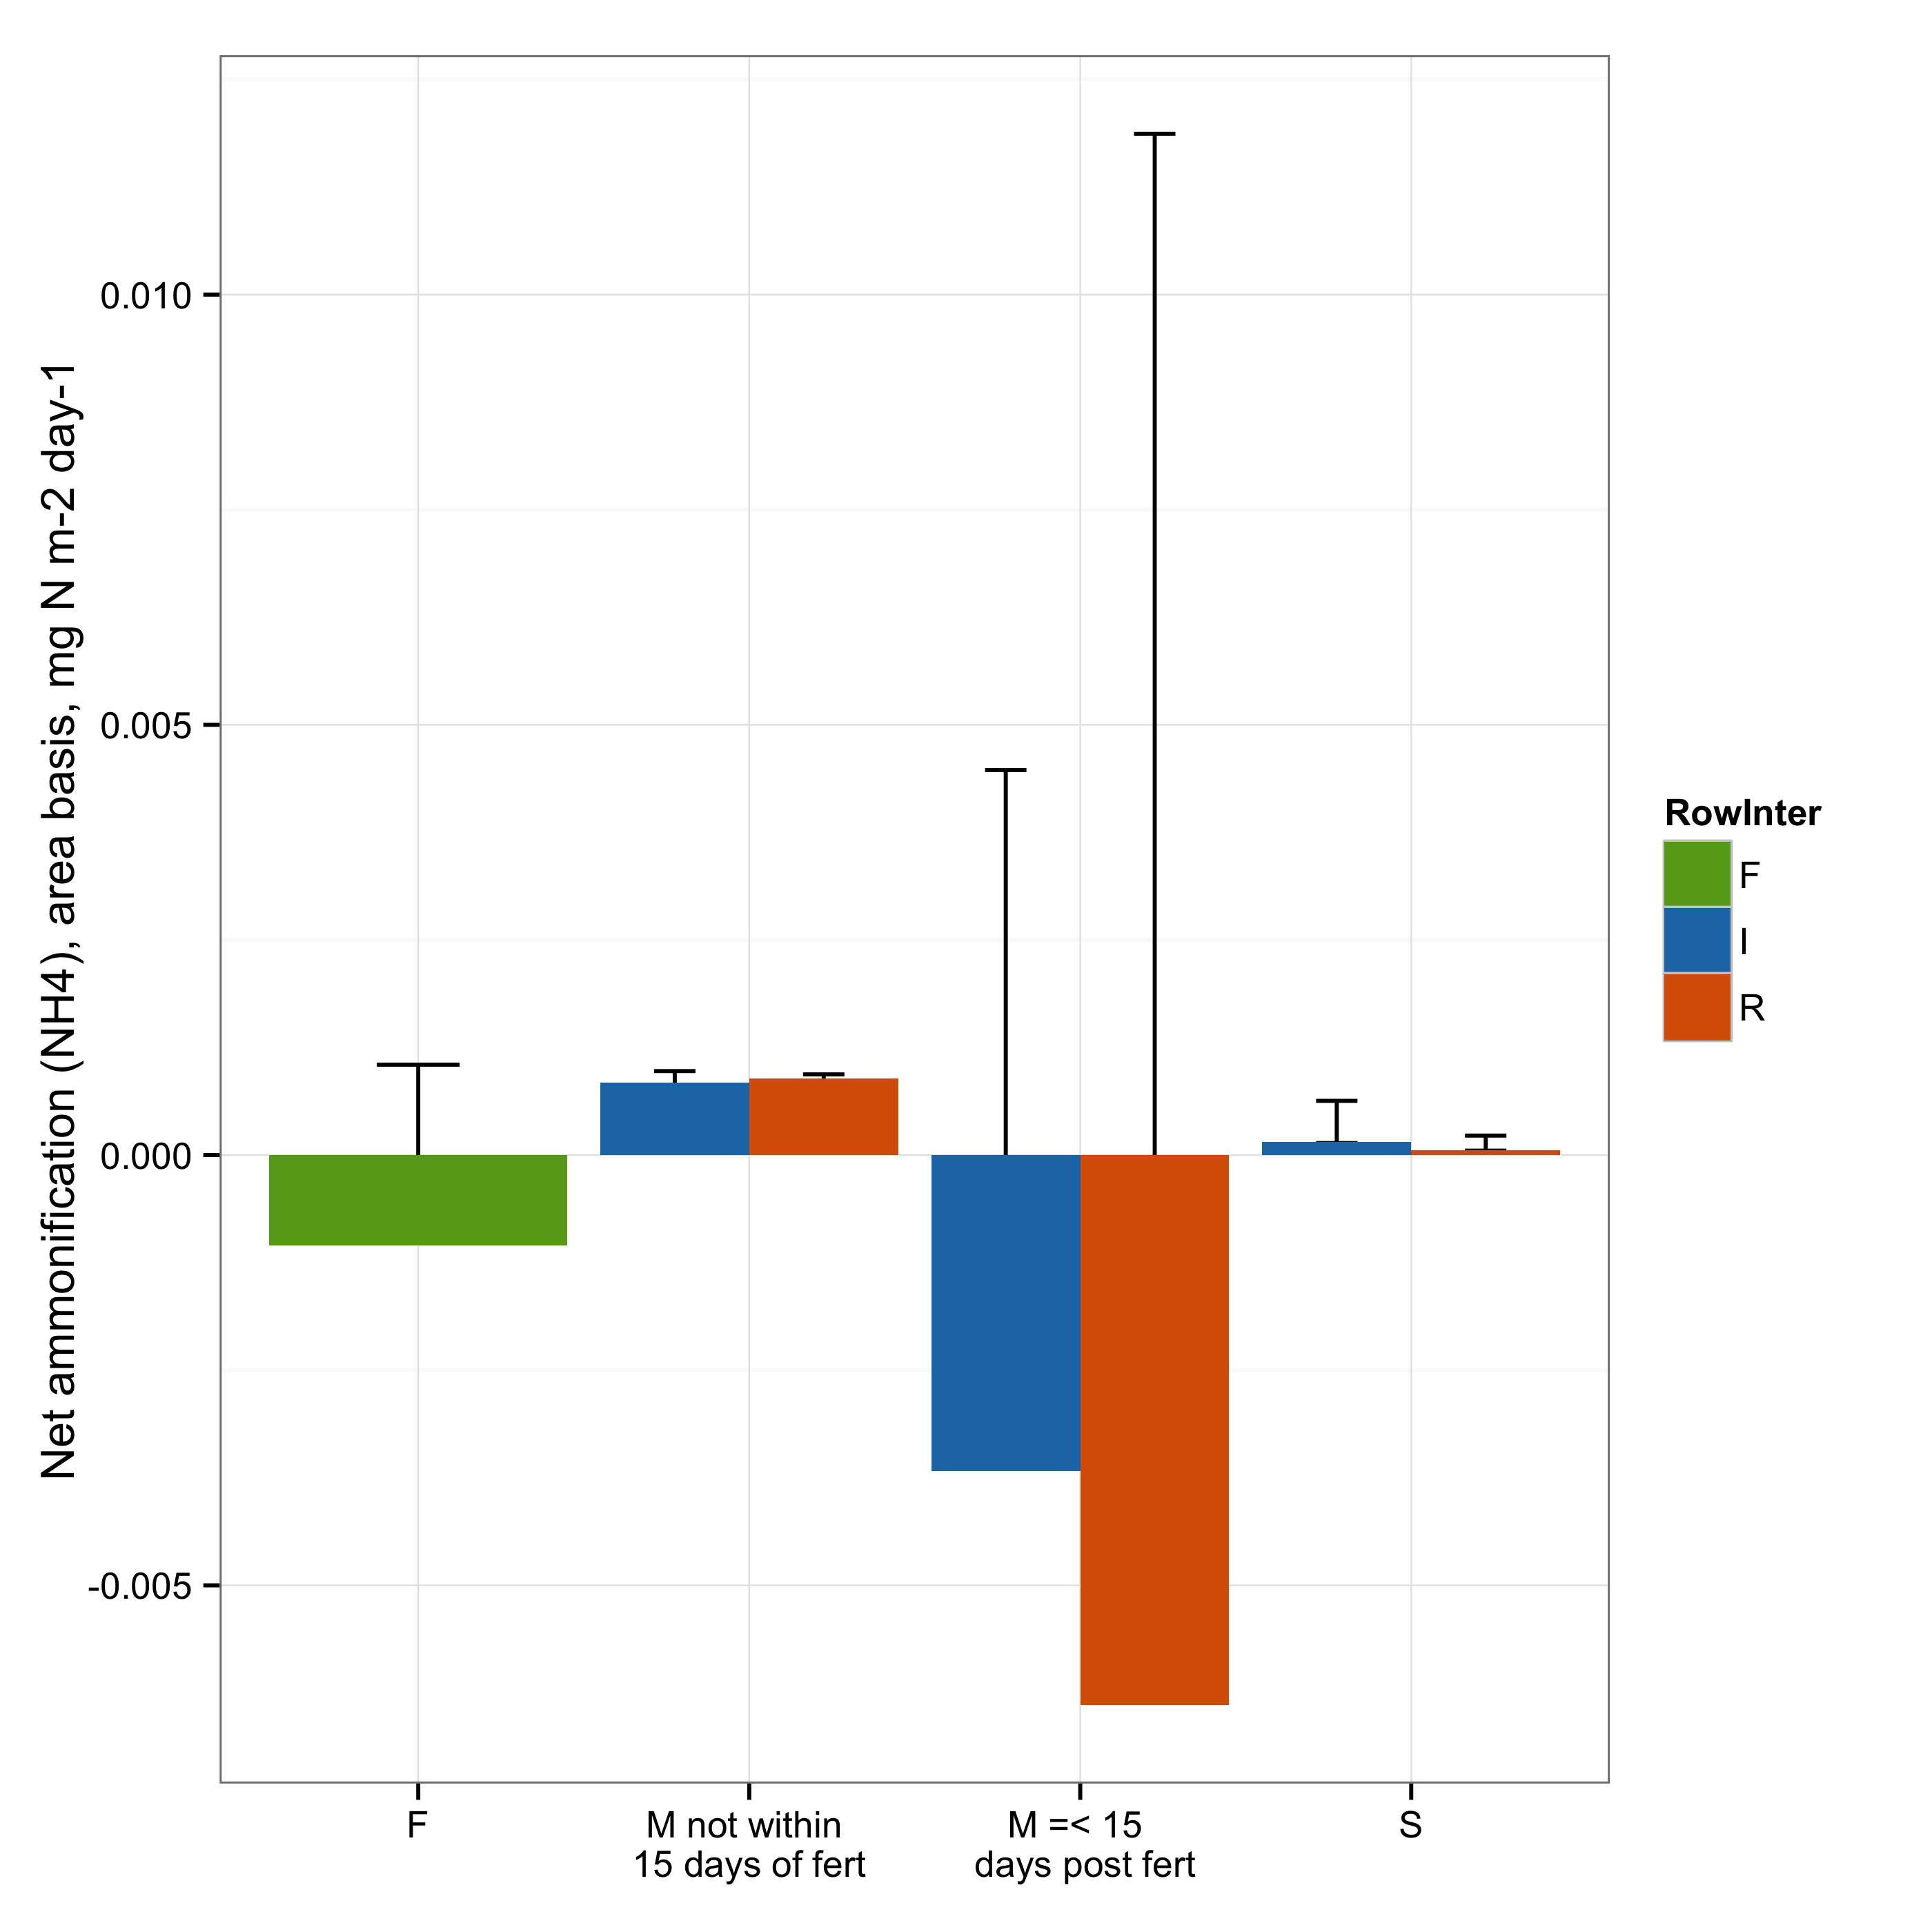 Net ammonification (NH4), area basis, mg N m-2 day-1
0.010
0.005
0.000
-0.005
F
M not within
15 days of fert
M =< 15
days post fert
S
RowInter
F
I
R